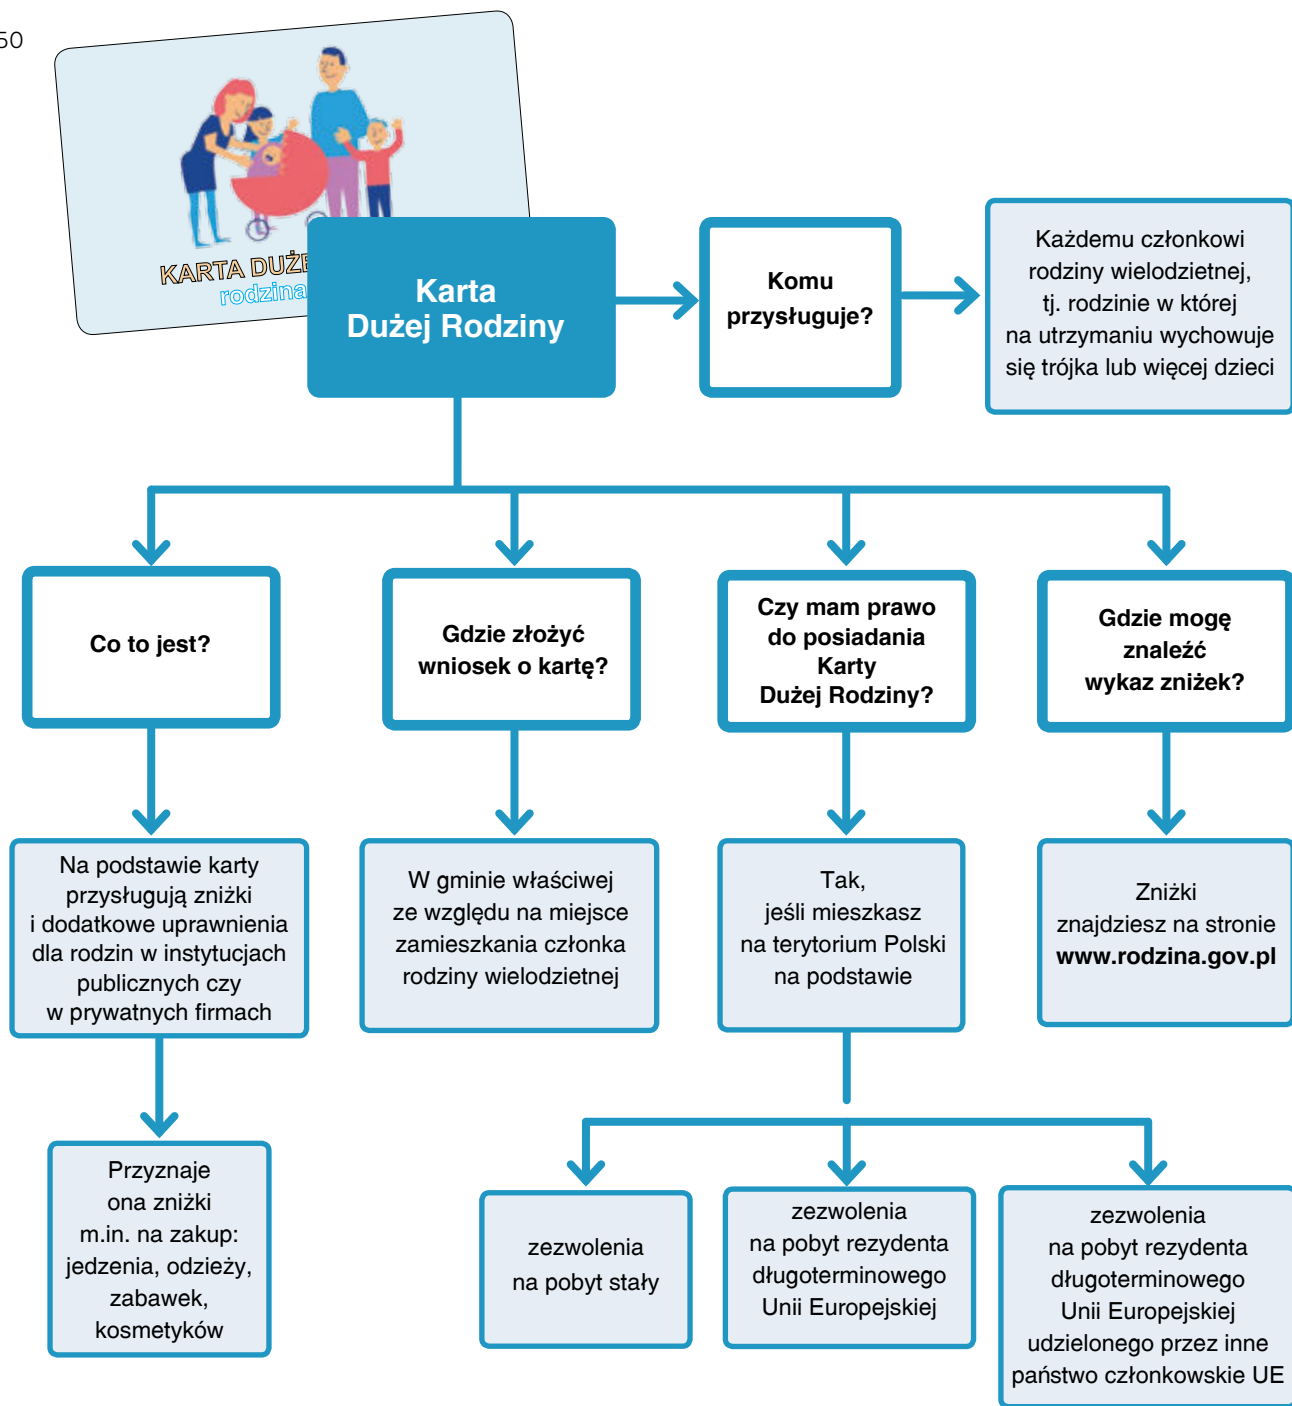 50
KARTA DUŻE
rodzina
Karta
Dużej Rodziny
Komu
przysługuje?
Każdemu członkowi
rodziny wielodzietnej,
tj. rodzinie w której
na utrzymaniu wychowuje
się trójka lub więcej dzieci
Co to jest?
Gdzie złożyć
wniosek o kartę?
Czy mam prawo
do posiadania
Karty
Dużej Rodziny?
Gdzie mogę
znaleźć
wykaz zniżek?
Na podstawie karty
przysługują zniżki
i dodatkowe uprawnienia
dla rodzin w instytucjach
publicznych czy
w prywatnych firmach
W gminie właściwej
ze względu na miejsce
zamieszkania członka
rodziny wielodzietnej
Tak,
jeśli mieszkasz
na terytorium Polski
na podstawie
Zniżki
znajdziesz na stronie
www.rodzina.gov.pl
Przyznaje
ona zniżki
m.in. na zakup:
jedzenia, odzieży,
zabawek,
kosmetyków
zezwolenia
na pobyt stały
zezwolenia
na pobyt rezydenta
długoterminowego
Unii Europejskiej
zezwolenia
na pobyt rezydenta
długoterminowego
Unii Europejskiej
udzielonego przez inne
państwo członkowskie UE